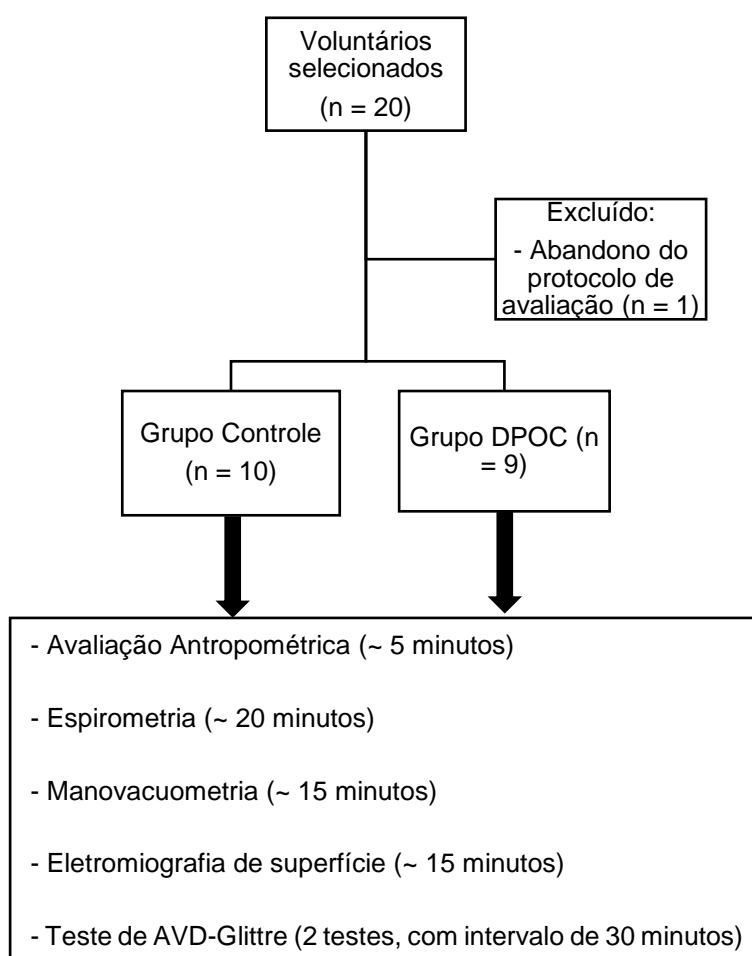 Voluntários
selecionados
(n = 20)
Excluído:
- Abandono do
protocolo de
avaliação (n = 1)
Grupo Controle
(n = 10)
Grupo DPOC (n
= 9)
- Avaliação Antropométrica (~ 5 minutos)
- Espirometria (~ 20 minutos)
- Manovacuometria (~ 15 minutos)
- Eletromiografia de superfície (~ 15 minutos)
- Teste de AVD-Glittre (2 testes, com intervalo de 30 minutos)